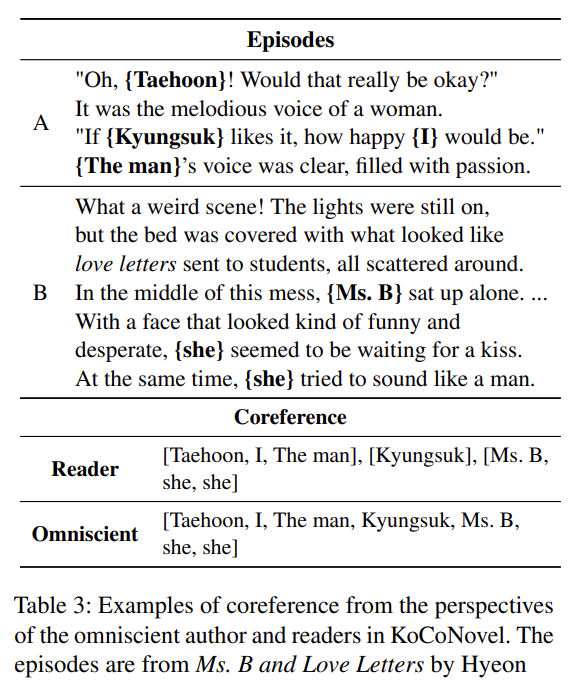 Episodes
A
"Oh, {Taehoon}! Would that really be okay?"
It was the melodious voice of a woman.
"If {Kyungsuk} likes it, how happy {I} would be."
{The man}'s voice was clear, filled with passion.
B
What a weird scene! The lights were still on,
but the bed was covered with what looked like
love letters sent to students, all scattered around.
In the middle of this mess, {Ms. B} sat up alone. ...
With a face that looked kind of funny and
desperate, {she} seemed to be waiting for a kiss.
At the same time, {she} tried to sound like a man.
Coreference
Reader
[Taehoon, I, The man], [Kyungsuk], [Ms. B,
she, she]
Omniscient
[Taehoon, I, The man, Kyungsuk, Ms. B,
she, she]
Table 3: Examples of coreference from the perspectives
of the omniscient author and readers in KoCoNovel. The
episodes are from Ms. B and Love Letters by Hyeon